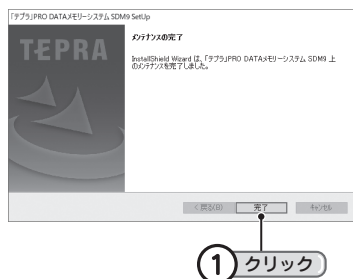 「テプラ」PRO DATAメモリーシステム SDM9 SetUp
TEPRA
メンテナンスの完了
InstallShield Wizard は、「テプラ」PRO DATAメモリーシステム SDM9 上
のメンテナンスを完了しました。
< 戻る(B)
完了
キャンセル
1 クリック